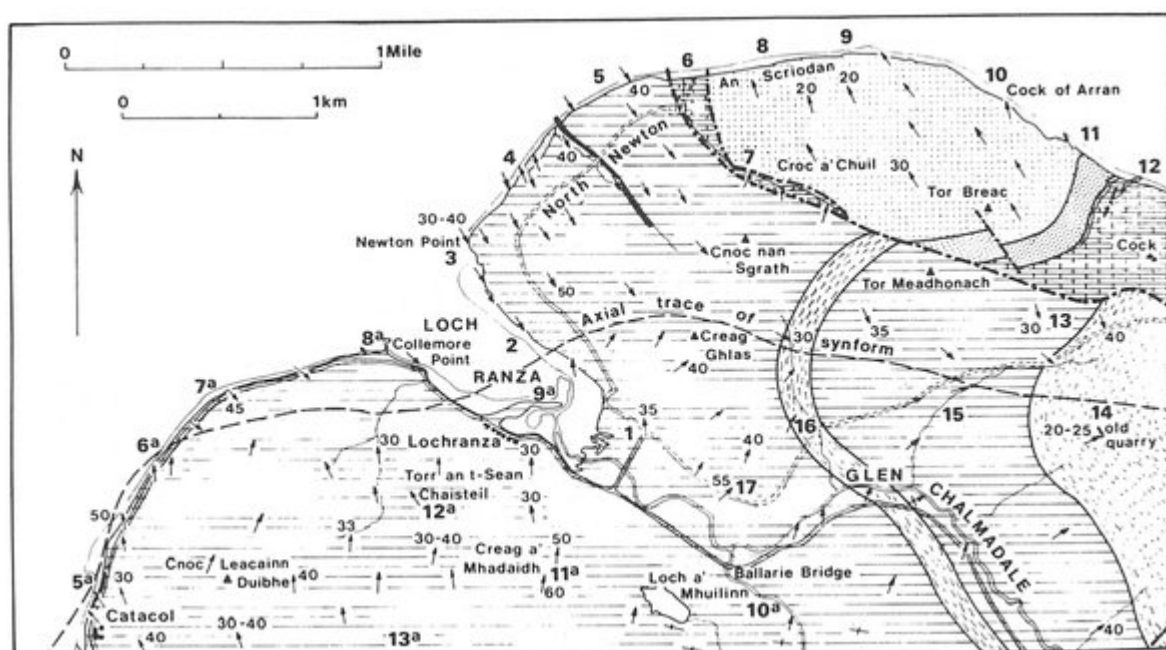 0 1 Mile
0 1km
N
5 6 8 9
40
An Scriodan
20 20
10
Cock of Arran
11
12
4
40
North Newton
7
Croc a' Chuil
30
Tor Breac
Cock
30-40
Newton Point
3
Cnoc nan
Sgrath
Tor Meadhonach
50
Axial trace of synform
30
35
30
13
40
LOCH
RANZA
2
Creag
Ghlas
40
8a
Collemore
Point
7a
45
9a
6a
30
Lochranza
30
1
35
40
16
15
14
20-25 old
quarry
Torr an t-Sean
Chaisteil
12a
30
55
17
GLEN
CHALMADALE
50
33
30-40
Creag a'
Mhadaidh
50
11a
60
Cnoc Leacainn
Duibhe
40
5a
30
Catacol
40
30-40
13a
Loch a'
Mhuilinn
Ballarie Bridge
10a
40